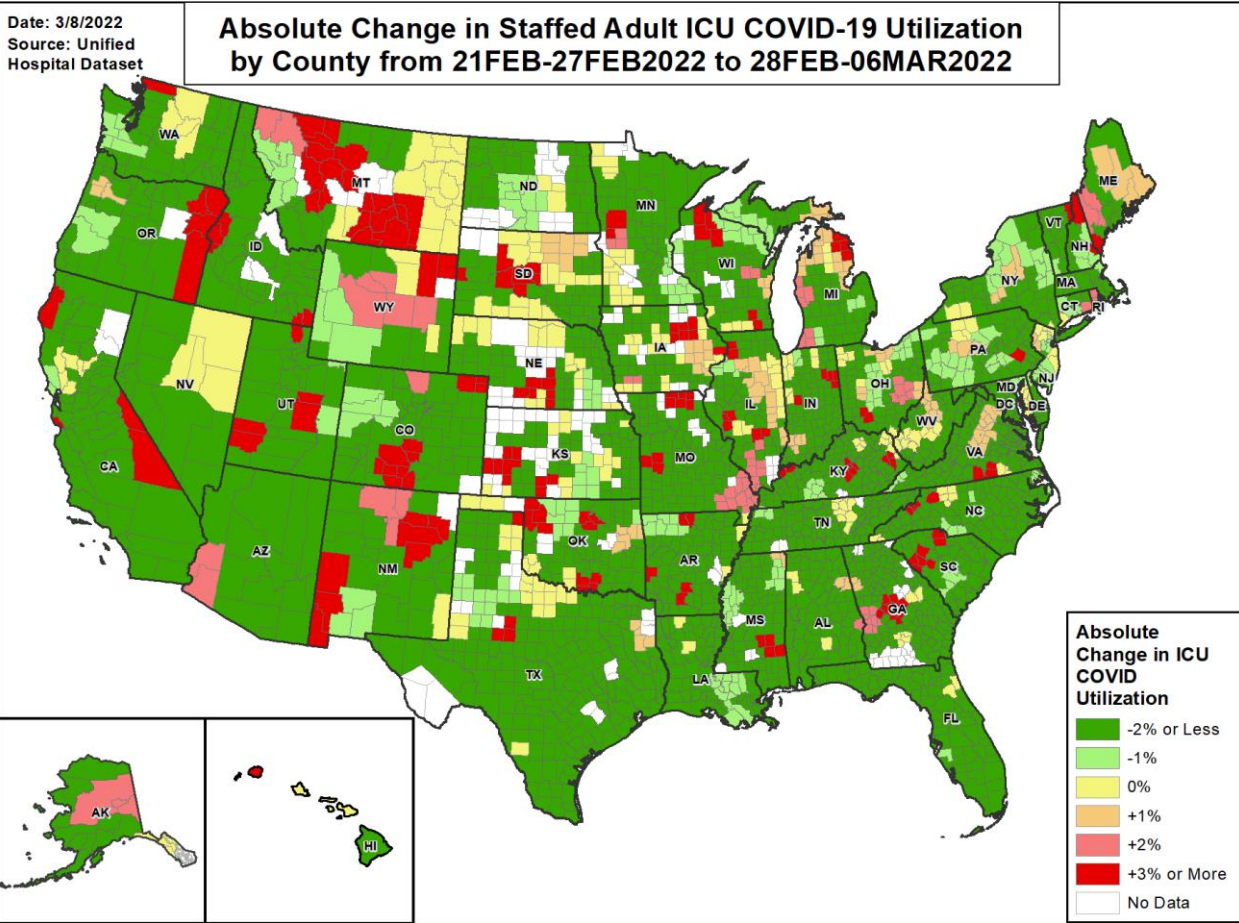 Date: 3/8/2022
Source: Unified
Hospital Dataset
Absolute Change in Staffed Adult ICU COVID-19 Utilization
by County from 21FEB-27FEB2022 to 28FEB-06MAR2022
WA
MT
ND
MN
ME
VT
NH
OR
ID
SD
WI
NY
MA
CT
RI
WY
MI
IA
PA
NE
NJ
NV
UT
OH
MD
DE
DC
IL
IN
CO
WV
VA
KS
MO
KY
CA
NC
TN
OK
AZ
NM
AR
SC
MS
AL
GA
TX
LA
FL
AK
HI
Absolute
Change in ICU
COVID
Utilization
-2% or Less
-1%
0%
+1%
+2%
+3% or More
No Data